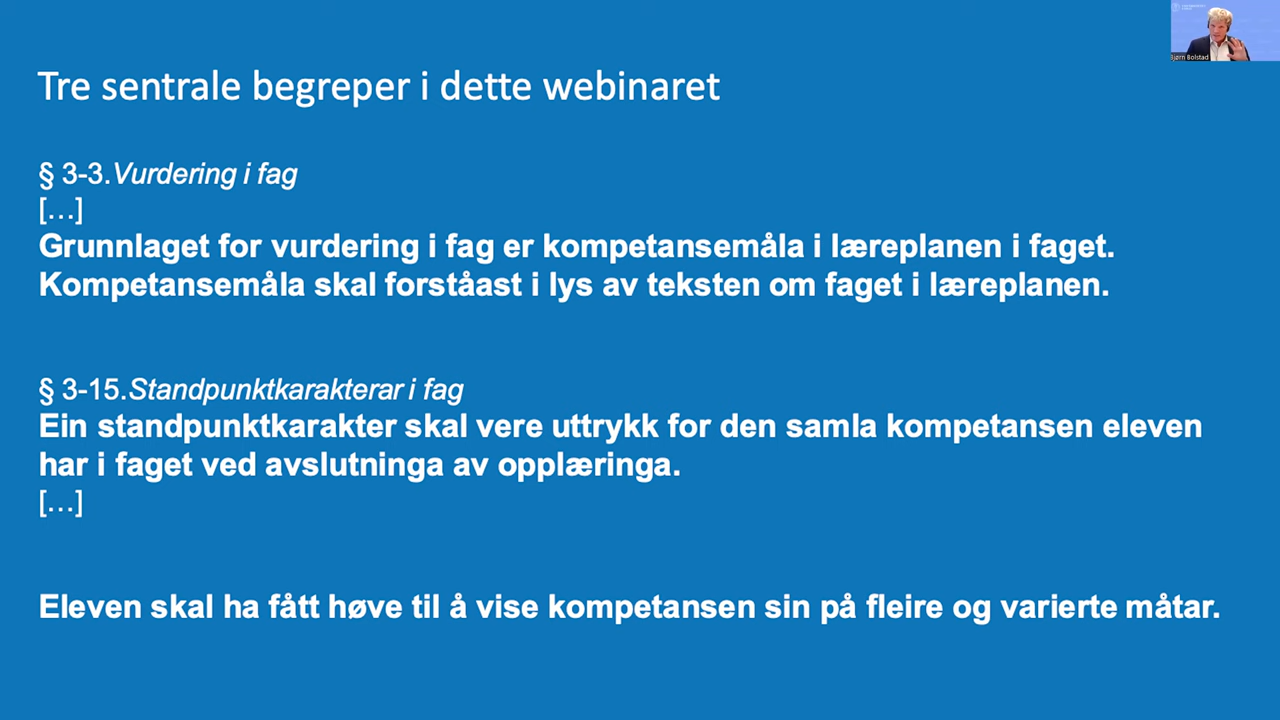 Tre sentrale begreper i dette webinaret
Bjørn Bolstad
§ 3-3.Vurdering i fag
[…]
Grunnlaget for vurdering i fag er kompetansemåla i læreplanen i faget.
Kompetansemåla skal forståast i lys av teksten om faget i læreplanen.
§ 3-15.Standpunktkarakterar i fag
Ein standpunktkarakter skal vere uttrykk for den samla kompetansen eleven
har i faget ved avslutninga av opplæringa.
[…]
Eleven skal ha fått høve til å vise kompetansen sin på fleire og varierte måtar.